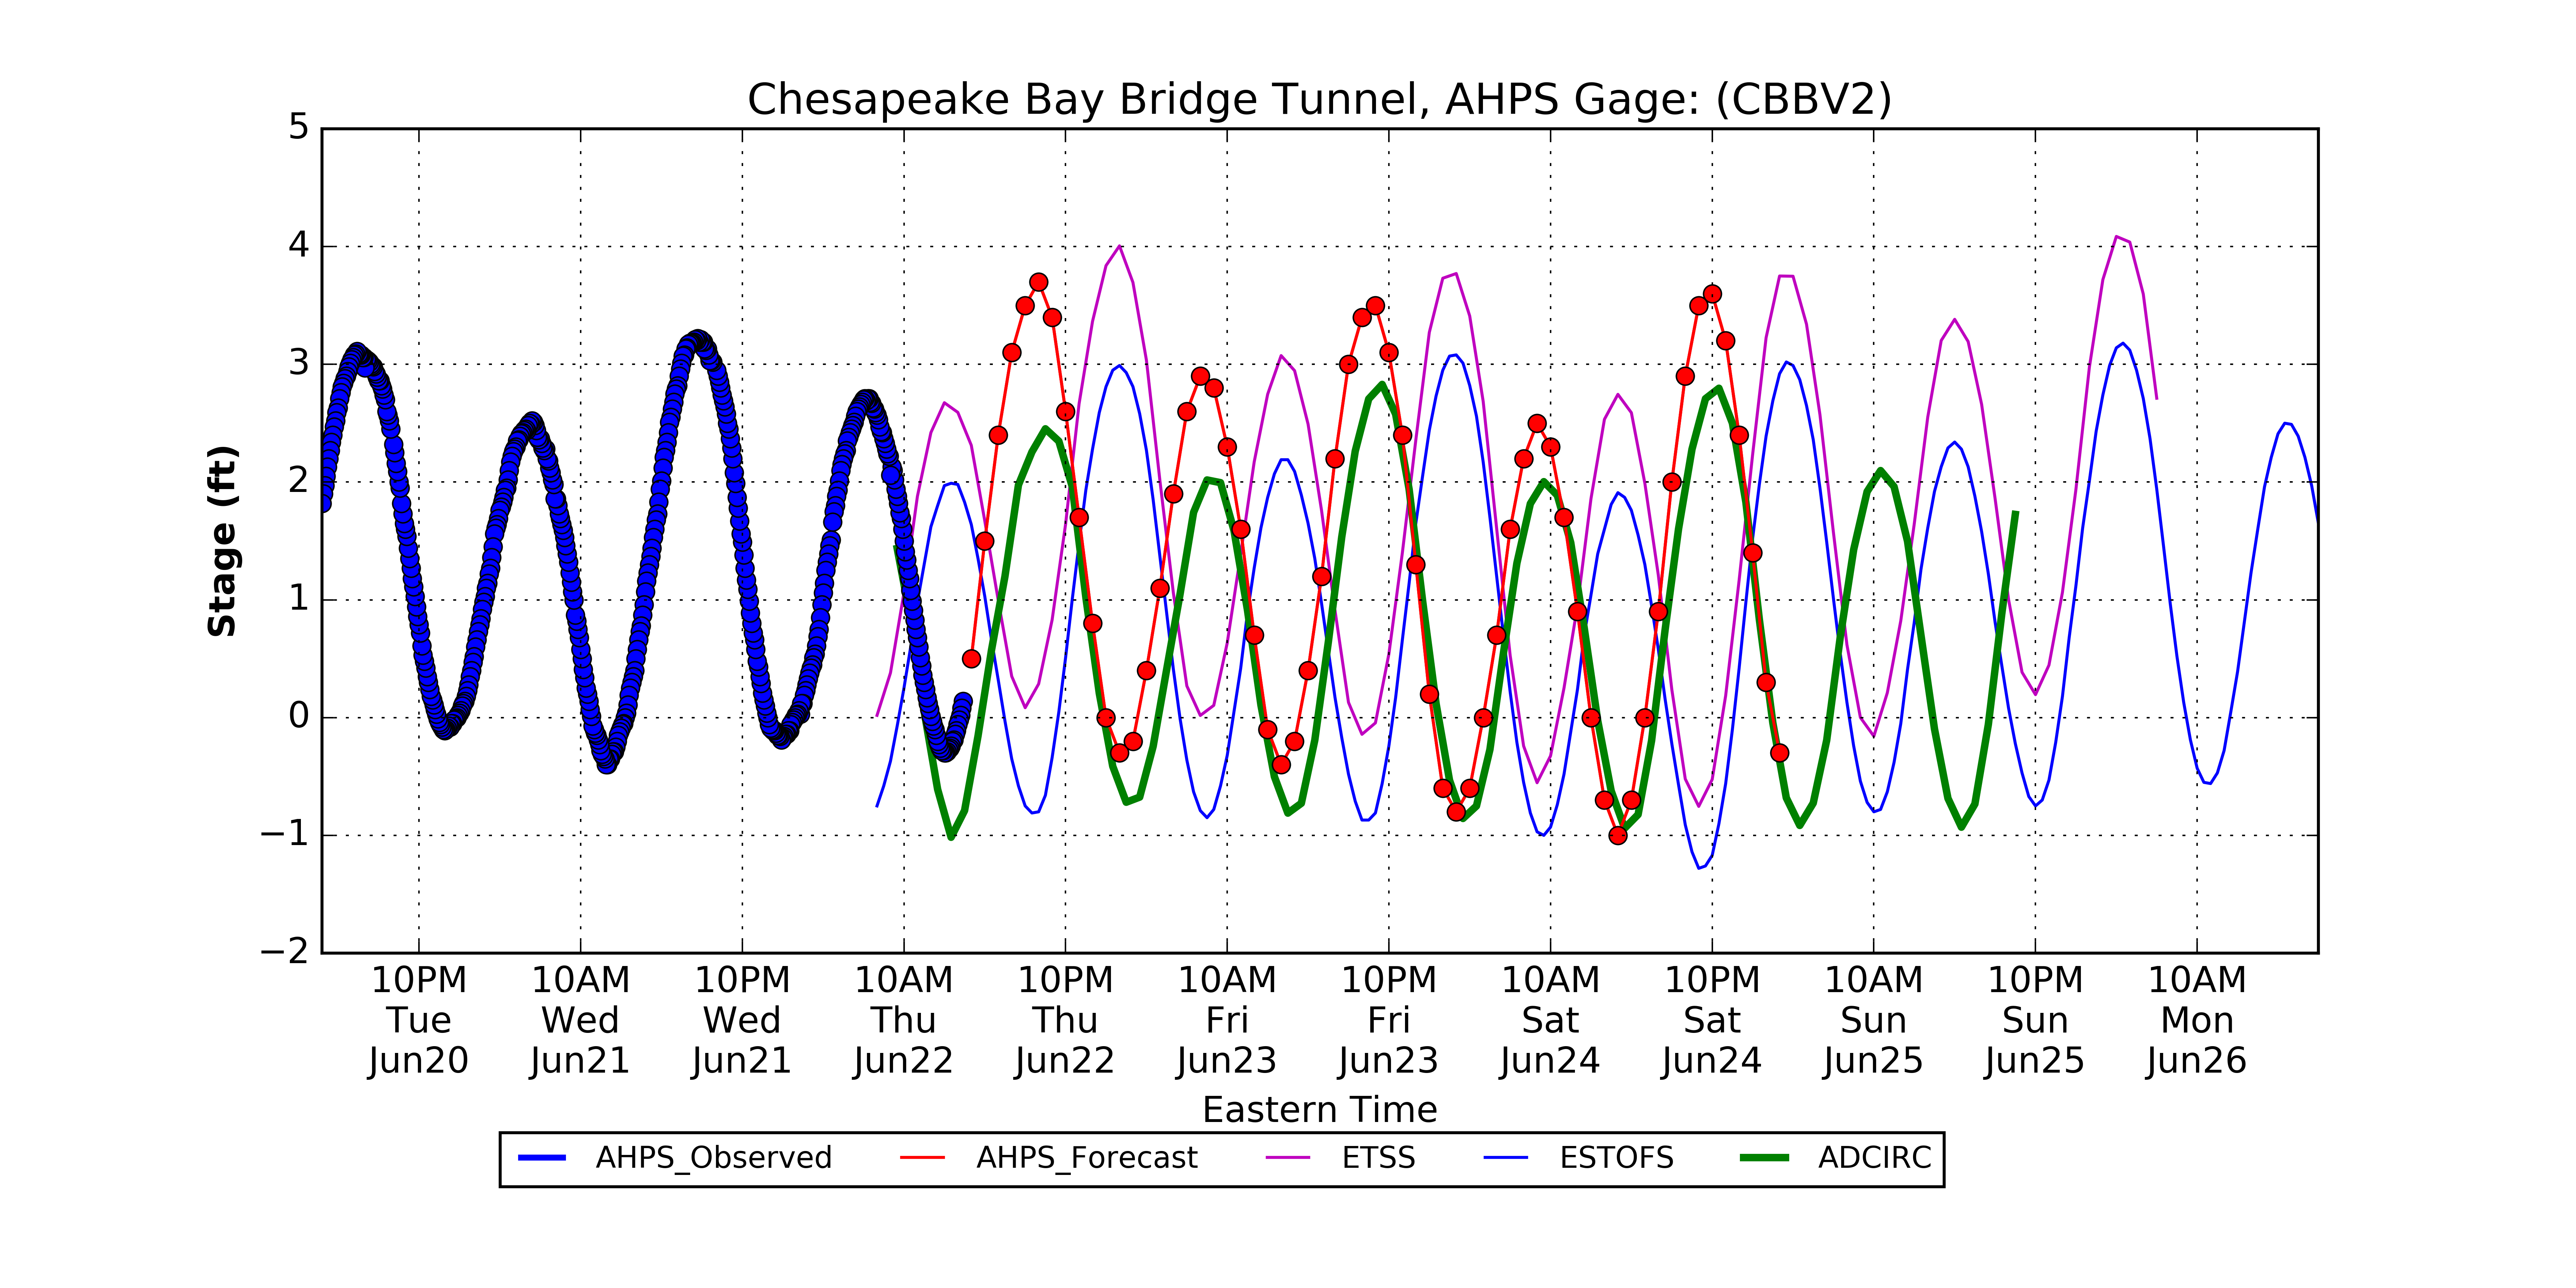 Chesapeake Bay Bridge Tunnel, AHPS Gage: (CBBV2)
5
4
3
2
1
0
−1
−2
Stage (ft)
10PM 10AM 10PM 10AM 10PM 10AM 10PM 10AM 10PM 10AM 10PM 10AM
Tue Wed Wed Thu Thu Fri Fri Sat Sat Sun Sun Mon
Jun20 Jun21 Jun21 Jun22 Jun22 Jun23 Jun23 Jun24 Jun24 Jun25 Jun25 Jun26
Eastern Time
AHPS_Observed AHPS_Forecast ETSS ESTOFS ADCIRC